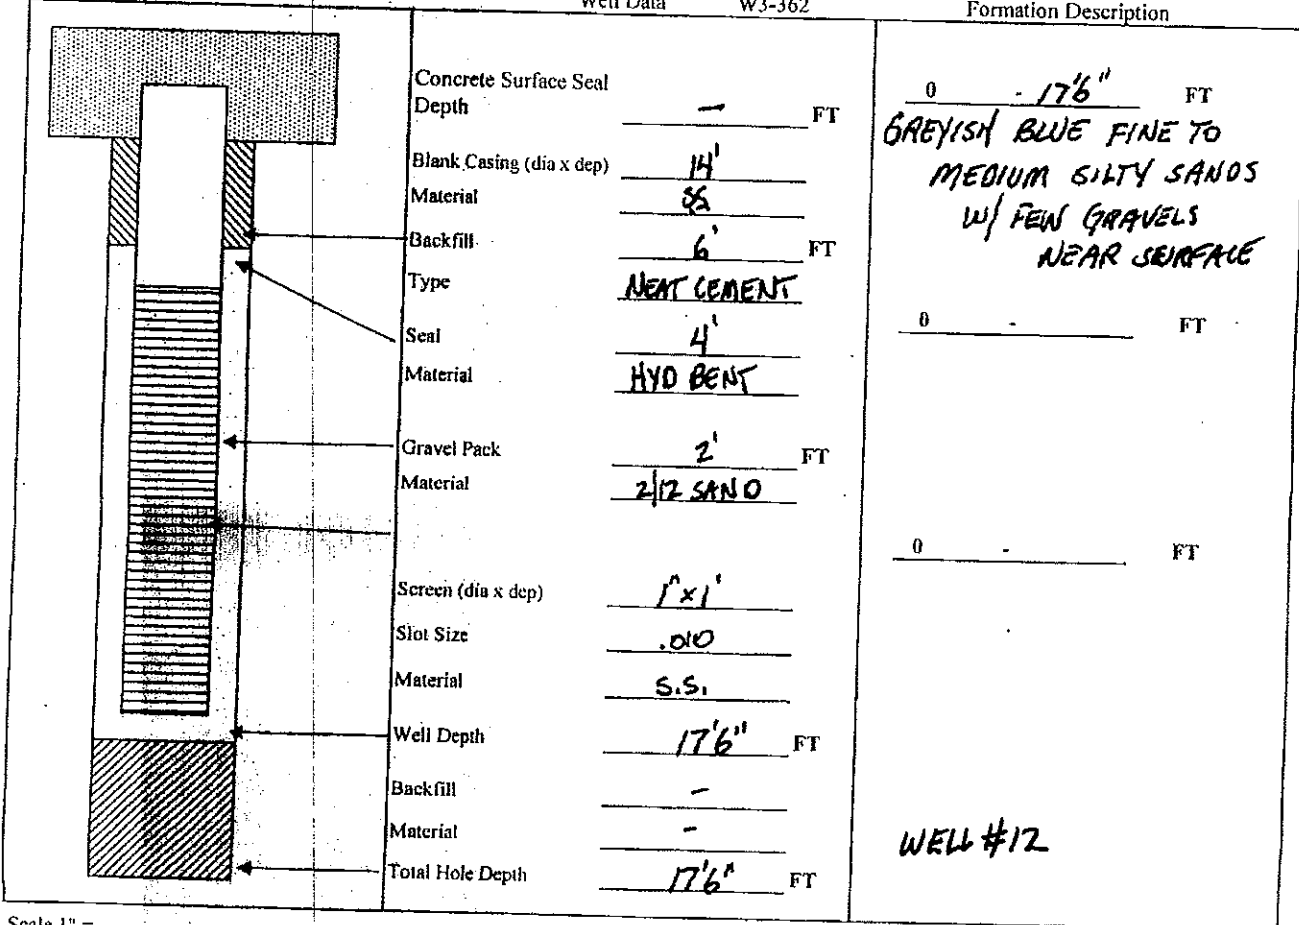 Well Data W3-362 Formation Description
Concrete Surface Seal
Depth - FT
Blank Casing (dia x dep) 14'
Material SS
Backfill 6' FT
Type NEAT CEMENT
Seal 4'
Material HYD BENT
Gravel Pack 2' FT
Material 2/12 SAND
Screen (dia x dep) 1" x 1'
Slot Size .010
Material S.S.
Well Depth 17'6" FT
Backfill -
Material -
Total Hole Depth 17'6" FT
0 - 17'6" FT
GREYISH BLUE FINE TO
MEDIUM SILTY SANDS
W/ FEW GRAVELS
NEAR SURFACE
0 - FT
0 - FT
WELL #12
Scale 1" =